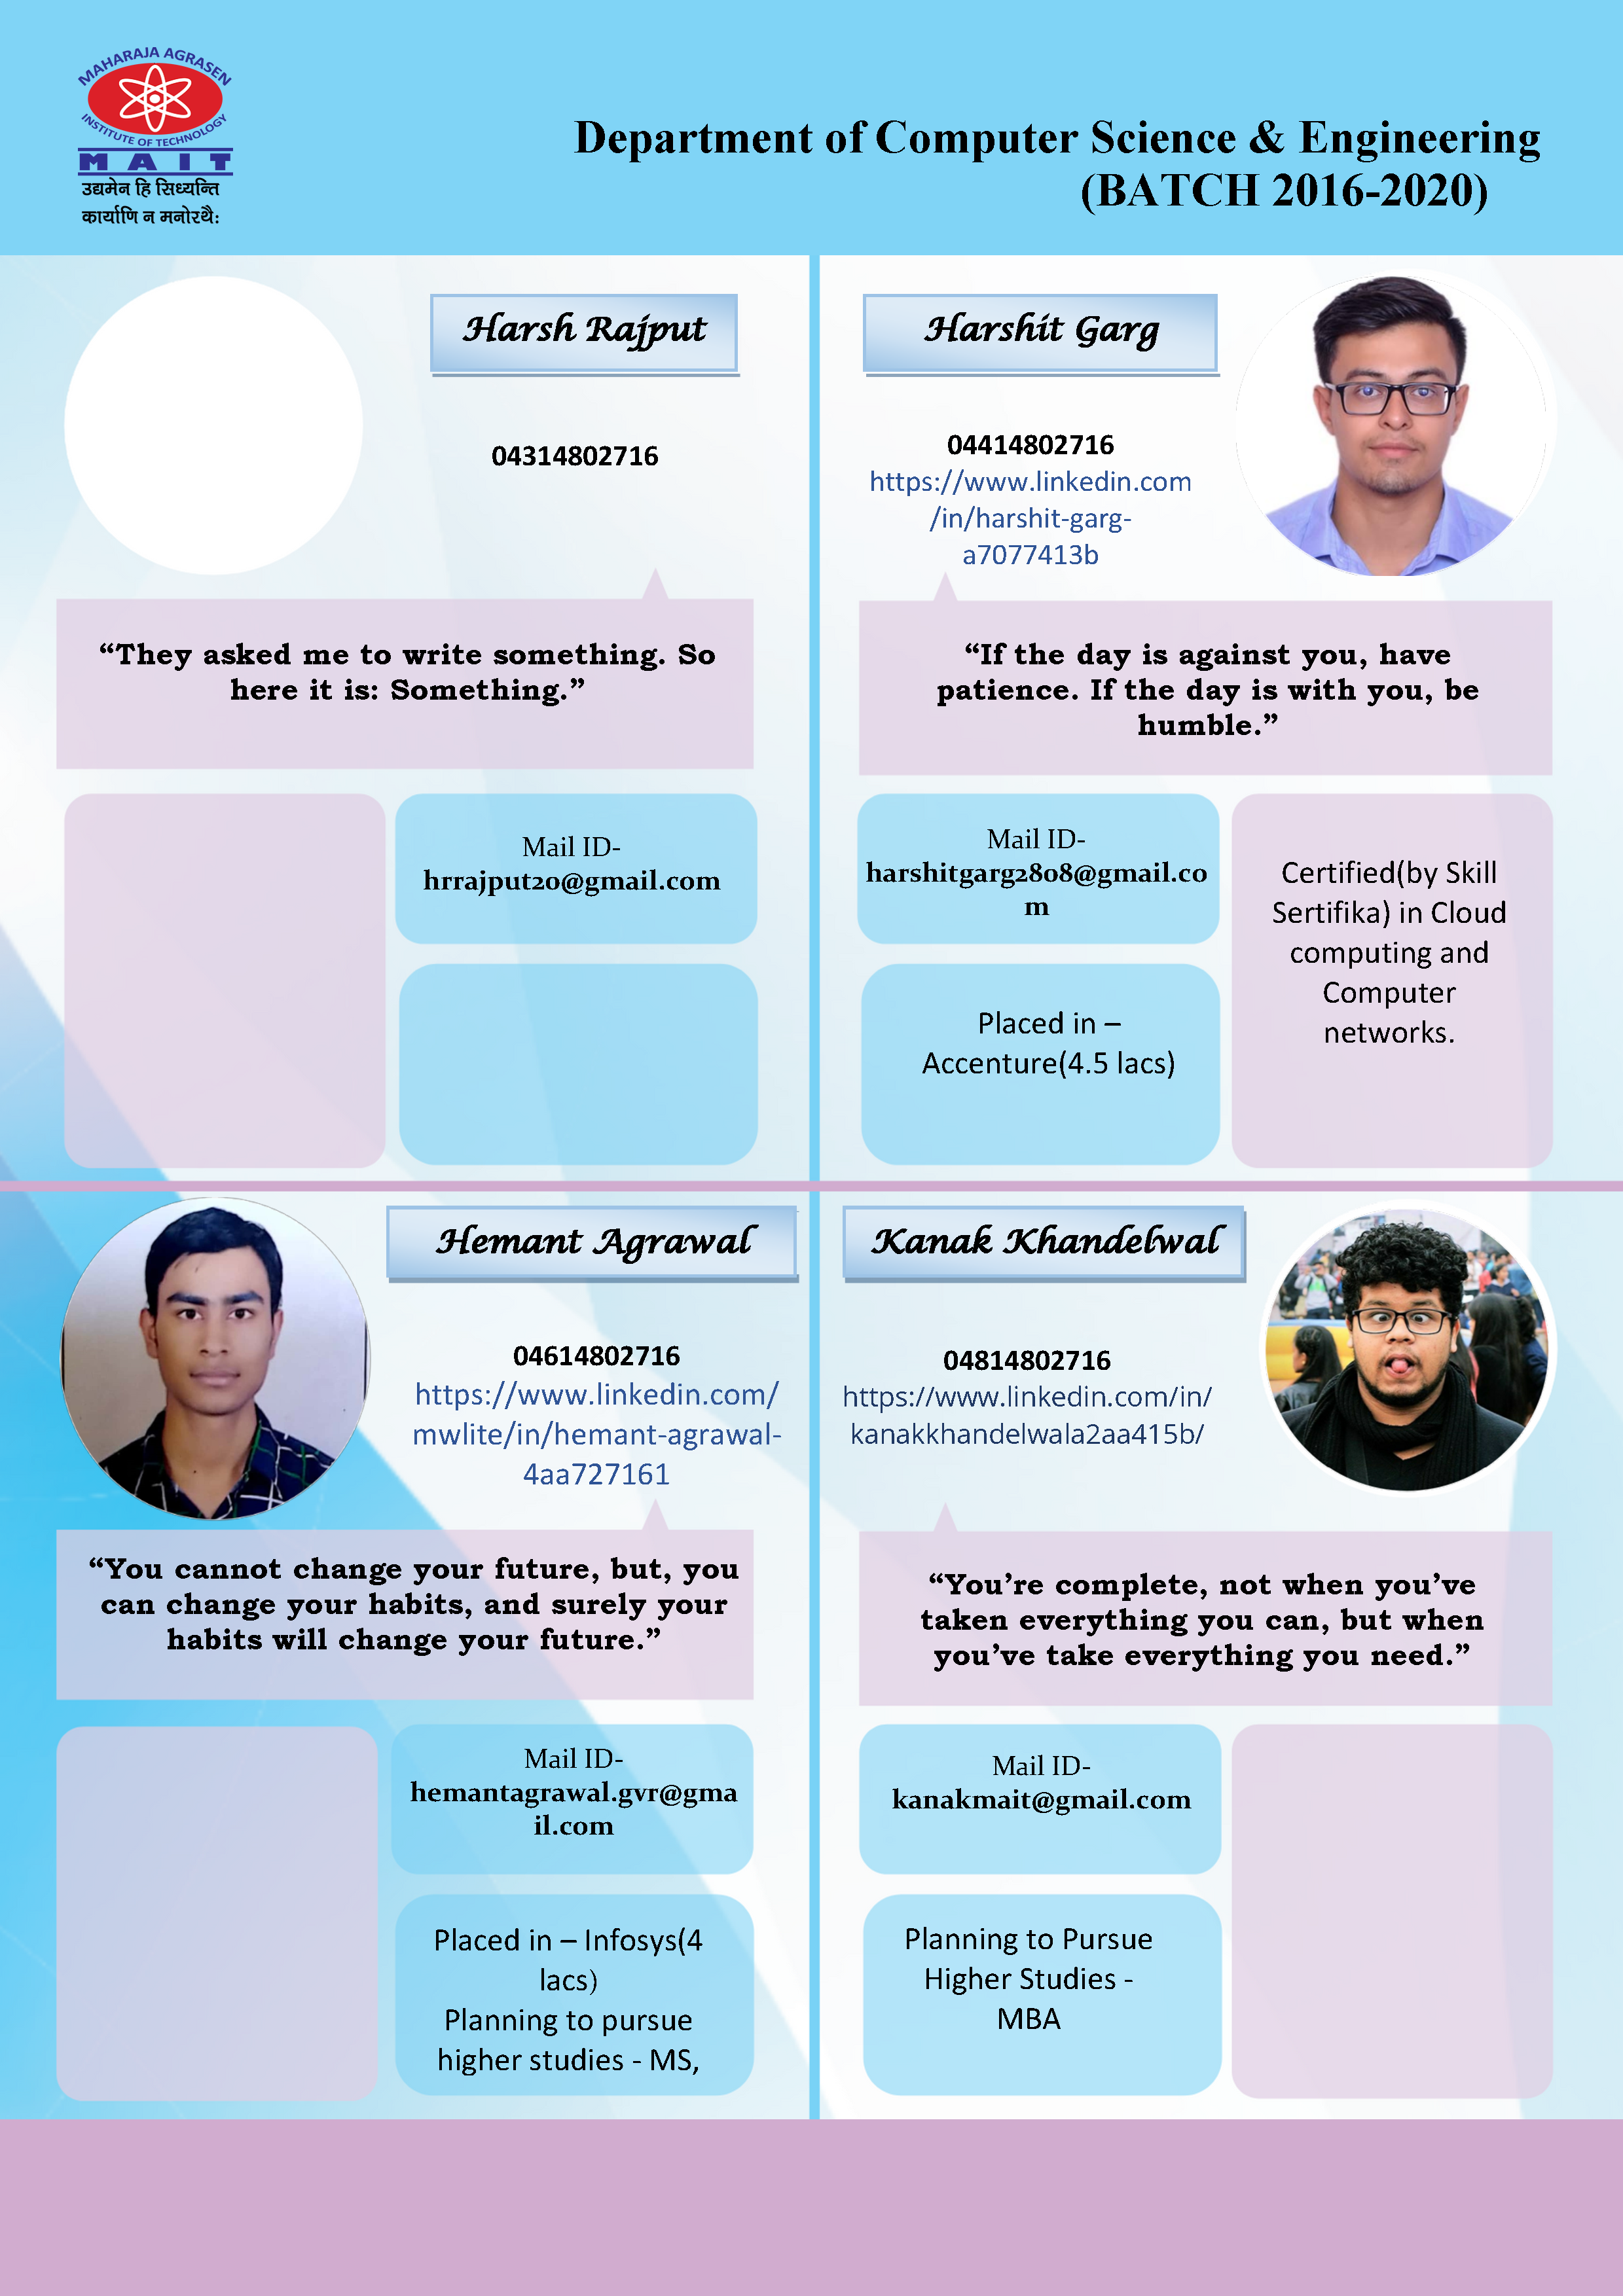 MAHARAJA AGRASEN
INSTITUTE OF TECHNOLOGY
MAIT
उद्यमेन हि सिध्यन्ति
कार्याणि न मनोरथै:
Department of Computer Science & Engineering
(BATCH 2016-2020)
Harsh Rajput
04314802716
“They asked me to write something. So
here it is: Something.”
Mail ID-
hrrajput20@gmail.com
Harshit Garg
04414802716
https://www.linkedin.com
/in/harshit-garg-
a7077413b
“If the day is against you, have
patience. If the day is with you, be
humble.”
Mail ID-
harshitgarg2808@gmail.co
m
Placed in –
Accenture(4.5 lacs)
Certified(by Skill
Sertifika) in Cloud
computing and
Computer
networks.
Hemant Agrawal
04614802716
https://www.linkedin.com/
mwlite/in/hemant-agrawal-
4aa727161
“You cannot change your future, but, you
can change your habits, and surely your
habits will change your future.”
Mail ID-
hemantagrawal.gvr@gma
il.com
Placed in – Infosys(4
lacs)
Planning to pursue
higher studies - MS,
Kanak Khandelwal
04814802716
https://www.linkedin.com/in/
kanakkhandelwala2aa415b/
“You’re complete, not when you’ve
taken everything you can, but when
you’ve take everything you need.”
Mail ID-
kanakmait@gmail.com
Planning to Pursue
Higher Studies -
MBA